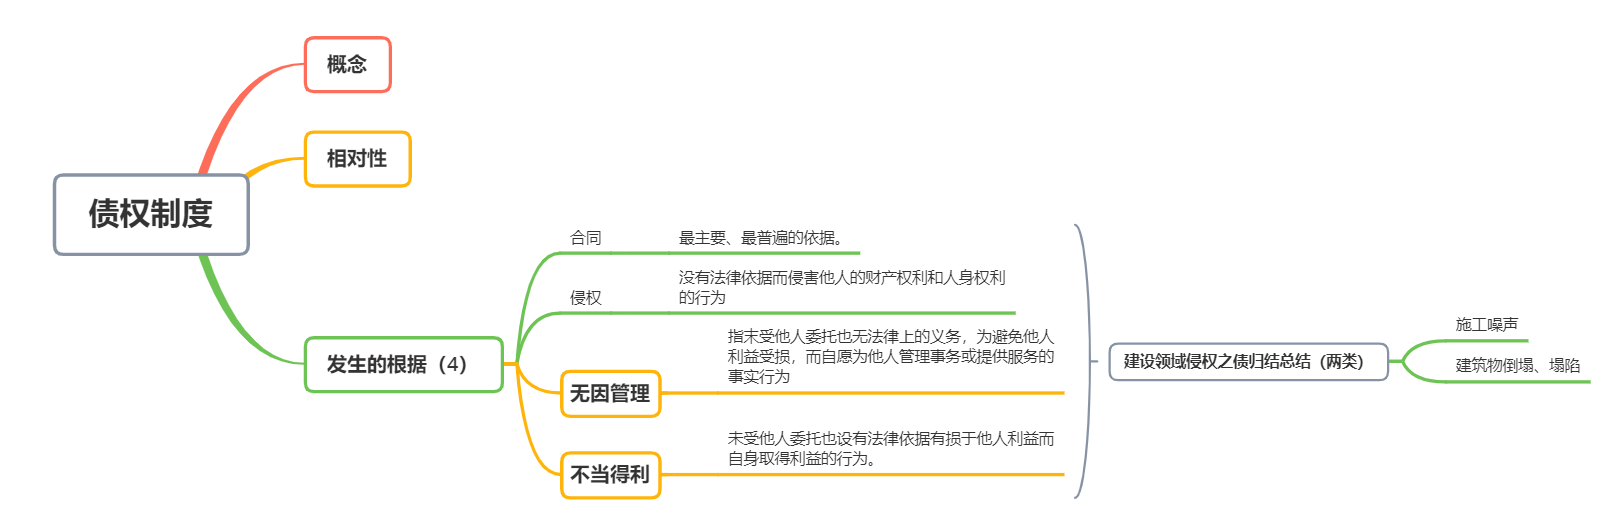 概念
相对性
债权制度
发生的根据（4）
合同
最主要、最普遍的依据。
侵权
没有法律依据而侵害他人的财产权利和人身权利
的行为
无因管理
指末受他人委托也无法律上的义务，为避免他人
利益受损，而自愿为他人管理事务或提供服务的
事实行为
不当得利
未受他人委托也设有法律依据有损于他人利益而
自身取得利益的行为。
建设领域侵权之债归结总结（两类）
施工噪声
建筑物倒塌、塌陷